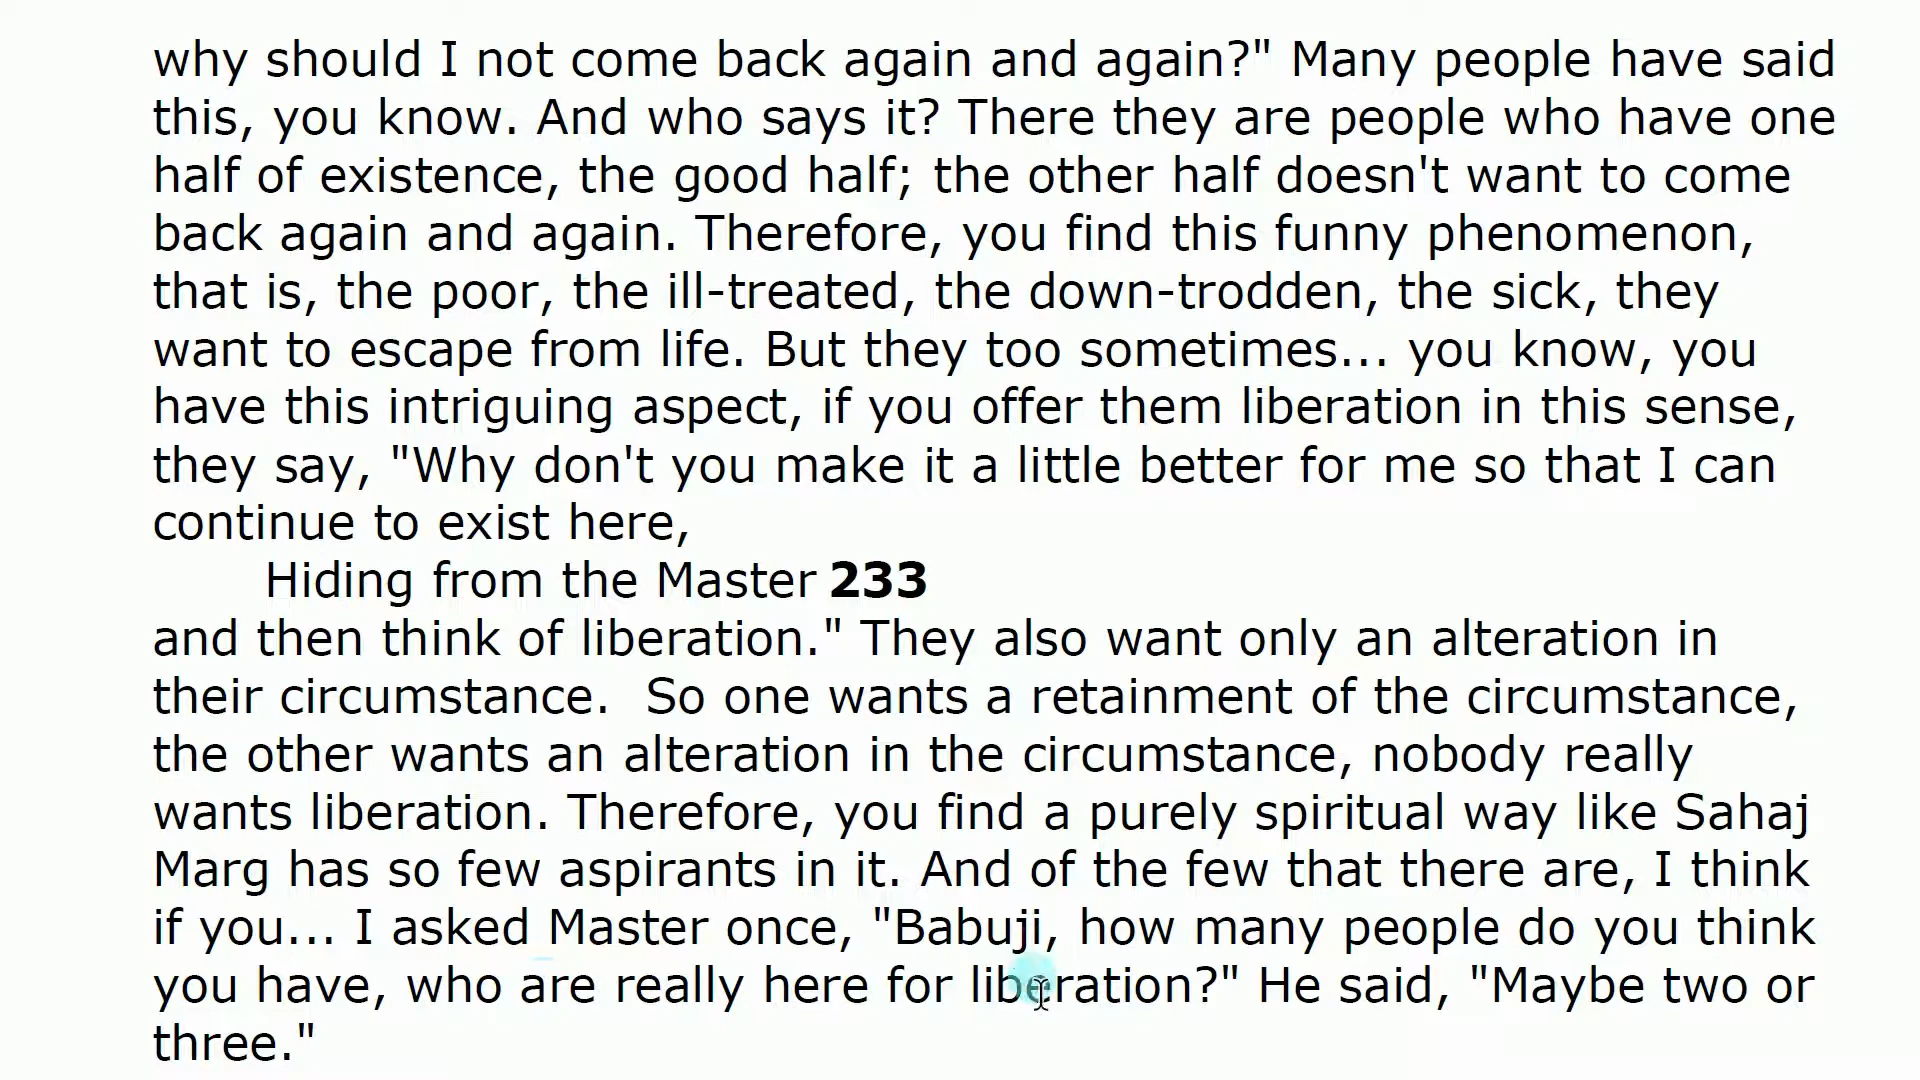 why should I not come back again and again?" Many people have said
this, you know. And who says it? There they are people who have one
half of existence, the good half; the other half doesn't want to come
back again and again. Therefore, you find this funny phenomenon,
that is, the poor, the ill-treated, the down-trodden, the sick, they
want to escape from life. But they too sometimes... you know, you
have this intriguing aspect, if you offer them liberation in this sense,
they say, "Why don't you make it a little better for me so that I can
continue to exist here,
Hiding from the Master 233
and then think of liberation." They also want only an alteration in
their circumstance.  So one wants a retainment of the circumstance,
the other wants an alteration in the circumstance, nobody really
wants liberation. Therefore, you find a purely spiritual way like Sahaj
Marg has so few aspirants in it. And of the few that there are, I think
if you... I asked Master once, "Babuji, how many people do you think
you have, who are really here for liberation?" He said, "Maybe two or
three."